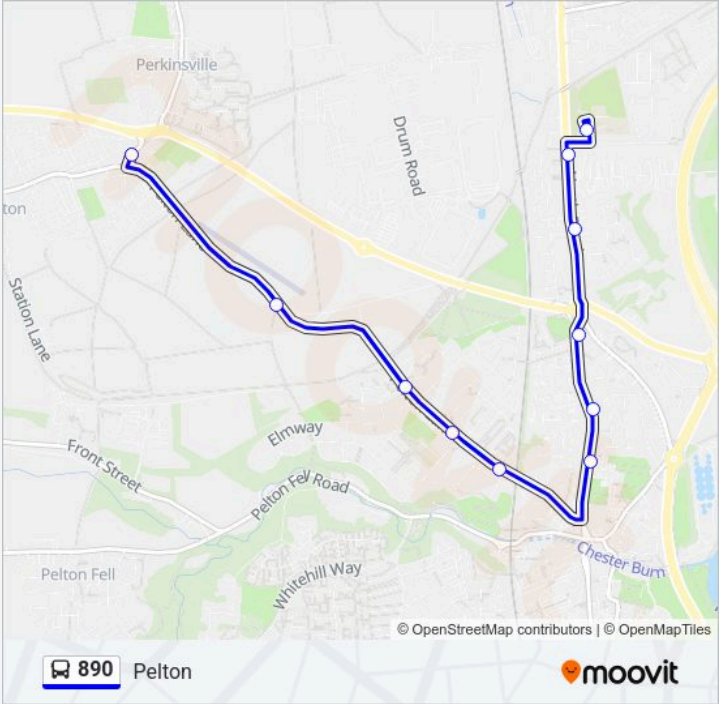 Perkinsville
Drum Road
ton
Station Lane
Elmway
Front Street
Pelton Fell Road
Chester Burn
Pelton Fell
Whitehill Way
© OpenStreetMap contributors | © OpenMapTiles
890 Pelton
moovit